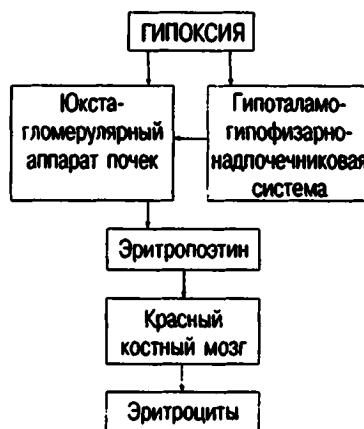 ГИПОКСИЯ
Юкста-
гломерулярный
аппарат почек
Гипоталамо-
гипофизарно-
надпочечниковая
система
Эритропоэтин
Красный
костный мозг
Эритроциты